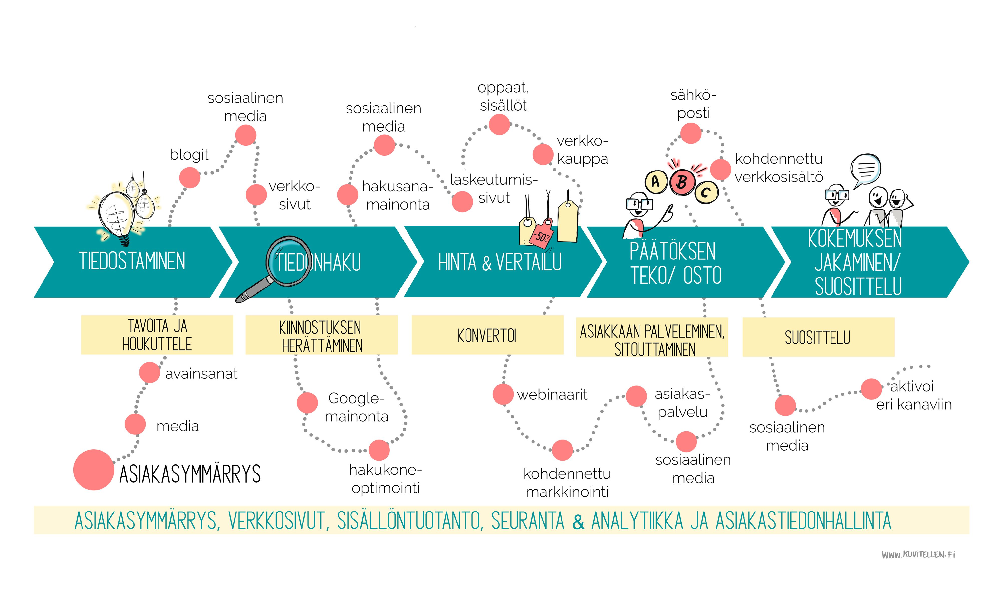 sosiaalinen
media
blogit
verkko-
sivut
sosiaalinen
media
hakusana-
mainonta
laskeutumis-
sivut
oppaat,
sisällöt
verkko-
kauppa
sähkö-
posti
kohdennettu
verkkosisältö
A
B
C
-50%
TIEDOSTAMINEN
TIEDONHAKU
HINTA & VERTAILU
PÄÄTÖKSEN
TEKO/ OSTO
KOKEMUKSEN
JAKAMINEN/
SUOSITTELU
TAVOITA JA
HOUKUTTELE
KIINNOSTUKSEN
HERÄTTÄMINEN
KONVERTOI
ASIAKKAAN PALVELEMINEN,
SITOUTTAMINEN
SUOSITTELU
avainsanat
media
ASIAKASYMMÄRRYS
Google-
mainonta
hakukone-
optimointi
webinaarit
kohdennettu
markkinointi
asiakas-
palvelu
sosiaalinen
media
sosiaalinen
media
aktivoi
eri kanaviin
ASIAKASYMMÄRRYS, VERKKOSIVUT, SISÄLLÖNTUOTANTO, SEURANTA & ANALYTIIKKA JA ASIAKASTIEDONHALLINTA
WWW.KUVITELLEN.Fi